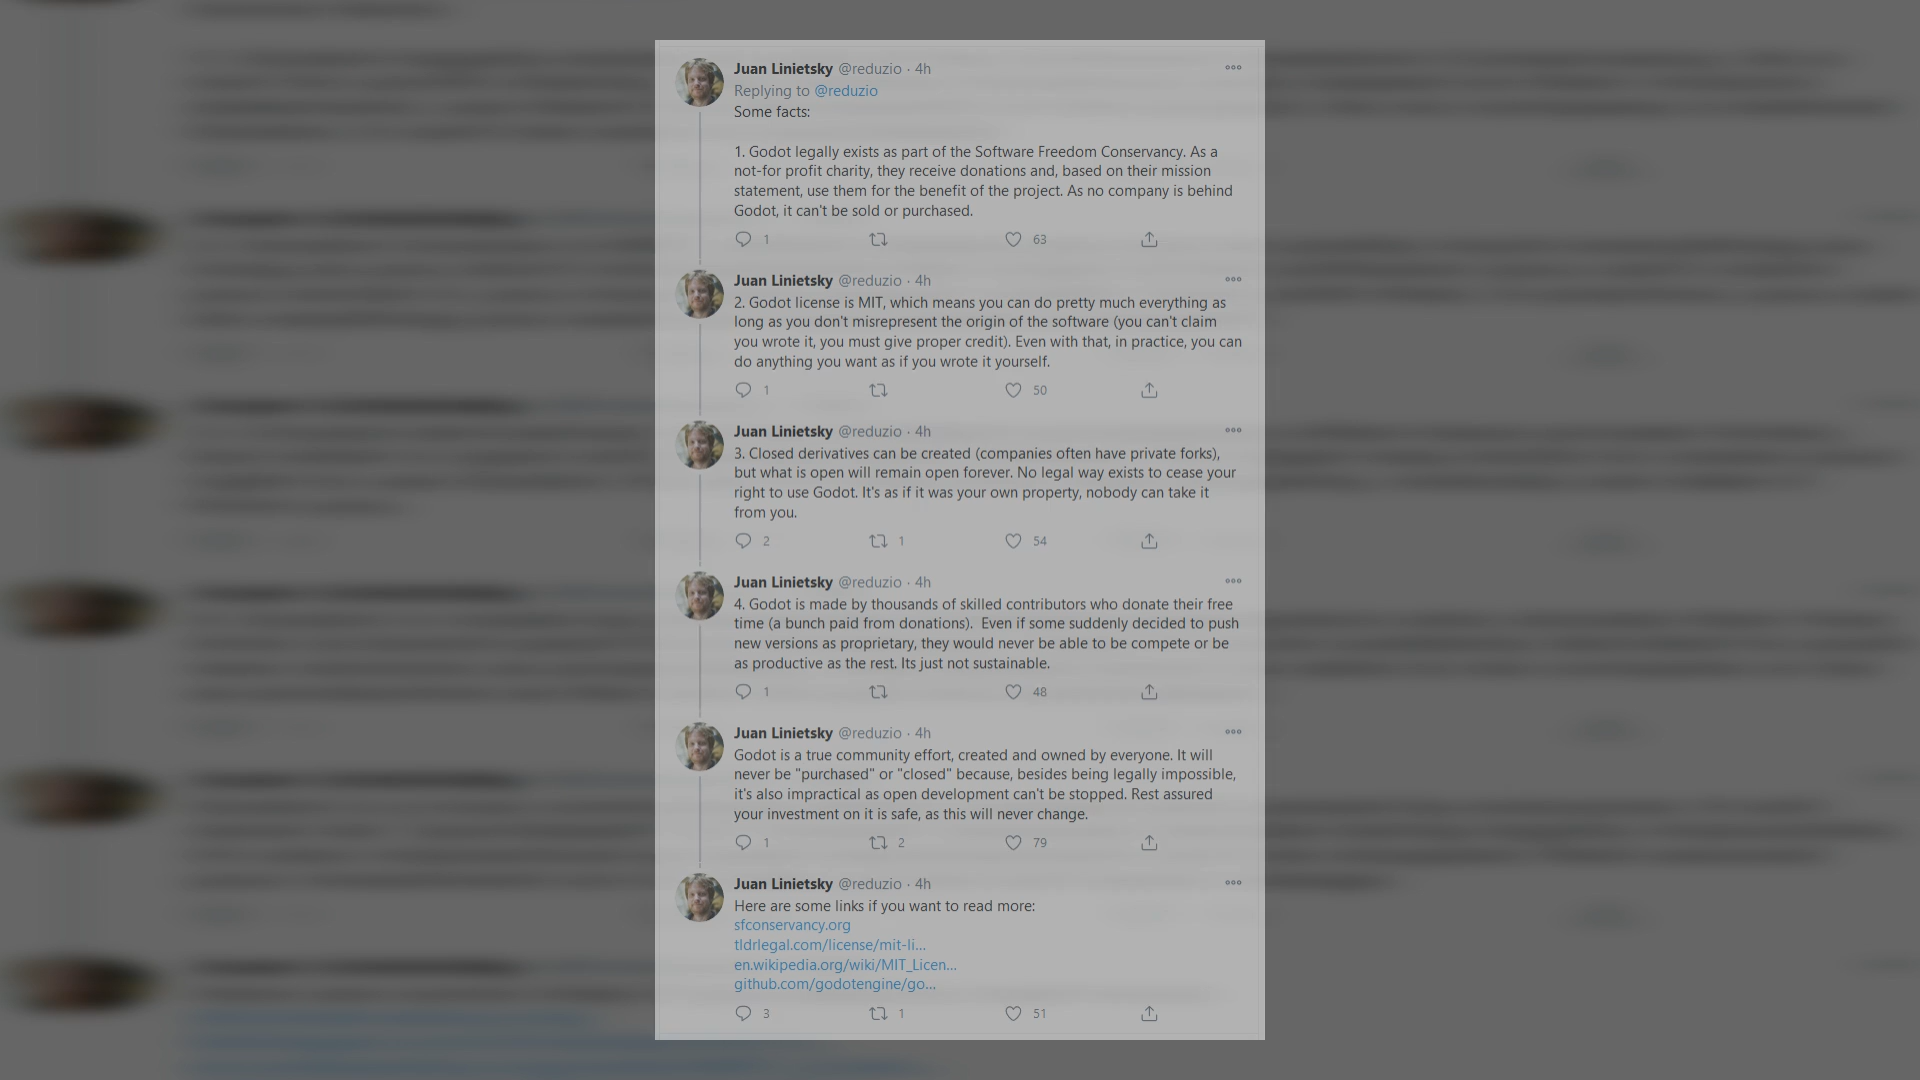 Juan Linietsky @reduzio · 4h
Replying to @reduzio
Some facts:
1. Godot legally exists as part of the Software Freedom Conservancy. As a
not-for profit charity, they receive donations and, based on their mission
statement, use them for the benefit of the project. As no company is behind
Godot, it can't be sold or purchased.
1 63
Juan Linietsky @reduzio · 4h
2. Godot license is MIT, which means you can do pretty much everything as
long as you don't misrepresent the origin of the software (you can't claim
you wrote it, you must give proper credit). Even with that, in practice, you can
do anything you want as if you wrote it yourself.
1 50
Juan Linietsky @reduzio · 4h
3. Closed derivatives can be created (companies often have private forks),
but what is open will remain open forever. No legal way exists to cease your
right to use Godot. It's as if it was your own property, nobody can take it
from you.
2 1 54
Juan Linietsky @reduzio · 4h
4. Godot is made by thousands of skilled contributors who donate their free
time (a bunch paid from donations).  Even if some suddenly decided to push
new versions as proprietary, they would never be able to be compete or be
as productive as the rest. Its just not sustainable.
1 48
Juan Linietsky @reduzio · 4h
Godot is a true community effort, created and owned by everyone. It will
never be "purchased" or "closed" because, besides being legally impossible,
it's also impractical as open development can't be stopped. Rest assured
your investment on it is safe, as this will never change.
1 2 79
Juan Linietsky @reduzio · 4h
Here are some links if you want to read more:
sfconservancy.org
tldrlegal.com/license/mit-li...
en.wikipedia.org/wiki/MIT_Licen...
github.com/godotengine/go...
3 1 51